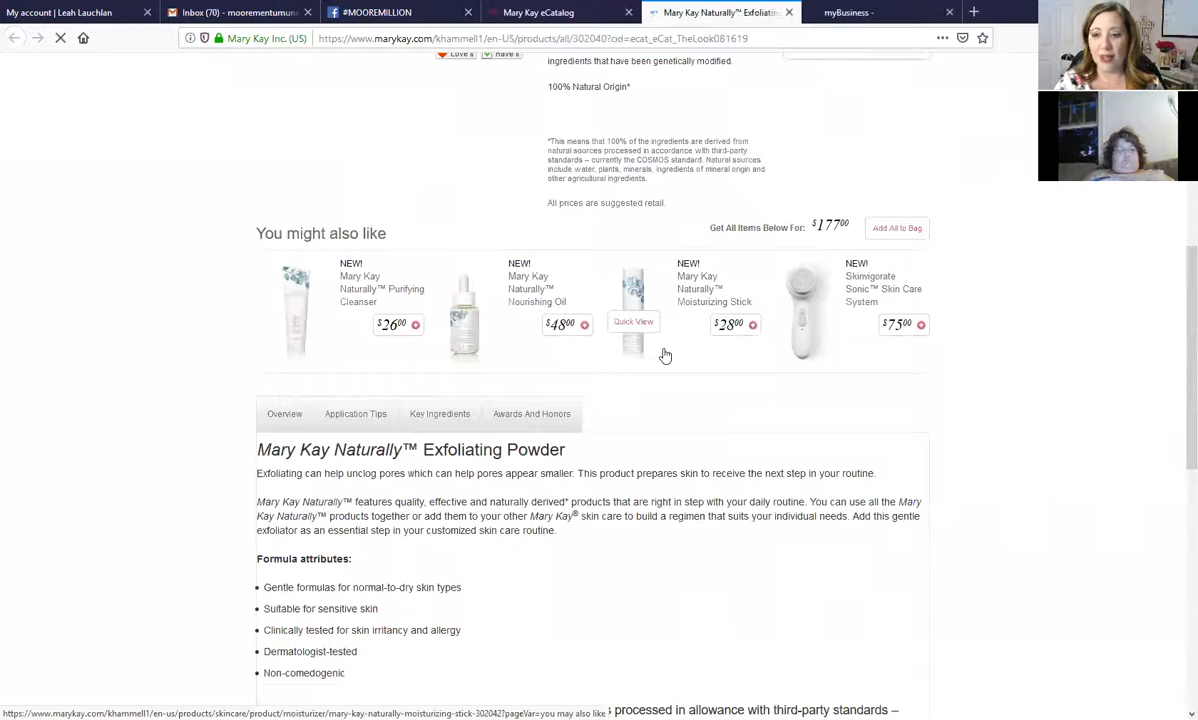 My account | Leah Lauchlan
Inbox (70) - moorementumun
#MOOREMILLION
Mary Kay eCatalog
Mary Kay Naturally™ Exfoliatin
myBusiness -
Mary Kay Inc. (US)
https://www.marykay.com/khammell1/en-US/products/all/302040?cid=ecat_eCat_TheLook081619
Love it
Have it
ingredients that have been genetically modified.
100% Natural Origin*
*This means that 100% of the ingredients are derived from
natural sources processed in accordance with third-party
standards – currently the COSMOS standard. Natural sources
include water, plants, minerals, ingredients of mineral origin and
other agricultural ingredients.
All prices are suggested retail.
You might also like
Get All Items Below For: $17700
Add All to Bag
NEW!
Mary Kay
Naturally™ Purifying
Cleanser
$2600
NEW!
Mary Kay
Naturally™
Nourishing Oil
$4800
Quick View
NEW!
Mary Kay
Naturally™
Moisturizing Stick
$2800
NEW!
Skinvigorate
Sonic™ Skin Care
System
$7500
Overview
Application Tips
Key Ingredients
Awards And Honors
Mary Kay Naturally™ Exfoliating Powder
Exfoliating can help unclog pores which can help pores appear smaller. This product prepares skin to receive the next step in your routine.
Mary Kay Naturally™ features quality, effective and naturally derived* products that are right in step with your daily routine. You can use all the Mary
Kay Naturally™ products together or add them to your other Mary Kay® skin care to build a regimen that suits your individual needs. Add this gentle
exfoliator as an essential step in your customized skin care routine.
Formula attributes:
• Gentle formulas for normal-to-dry skin types
• Suitable for sensitive skin
• Clinically tested for skin irritancy and allergy
• Dermatologist-tested
• Non-comedogenic
https://www.marykay.com/khammell1/en-us/products/skincare/product/moisturizer/mary-kay-naturally-moisturizing-stick-302042?pageVar=you may also like
s processed in allowance with third-party standards –